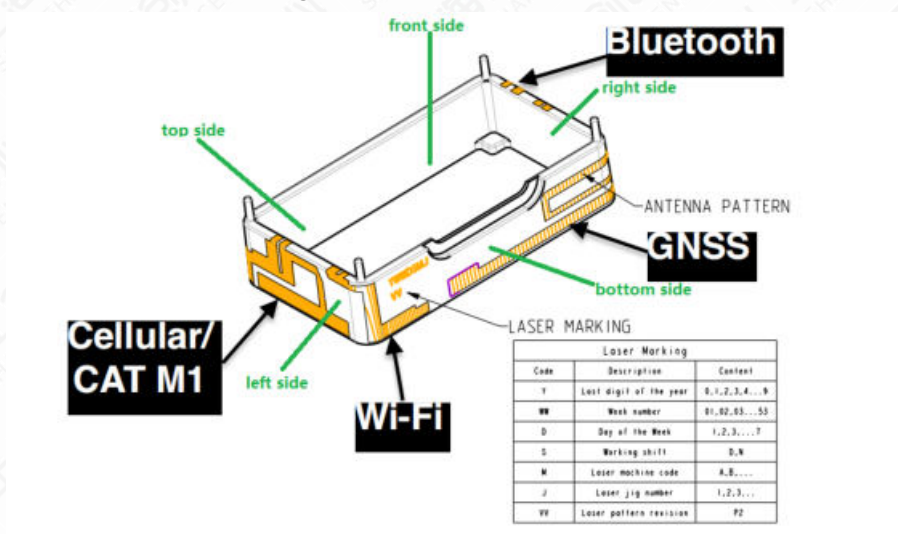 front side
Bluetooth
right side
top side
ANTENNA PATTERN
GNSS
bottom side
VV
LASER MARKING
Cellular/
CAT M1
left side
Wi-Fi
Laser Marking
Code Description Content
Y Last digit of the year 0,1,2,3,4...9
WW Week number 01,02,03...53
D Day of the Week 1,2,3,...7
S Working shift D,N
M Laser machine code A,B,...
J Laser jig number 1,2,3...
VV Laser pattern revision P2